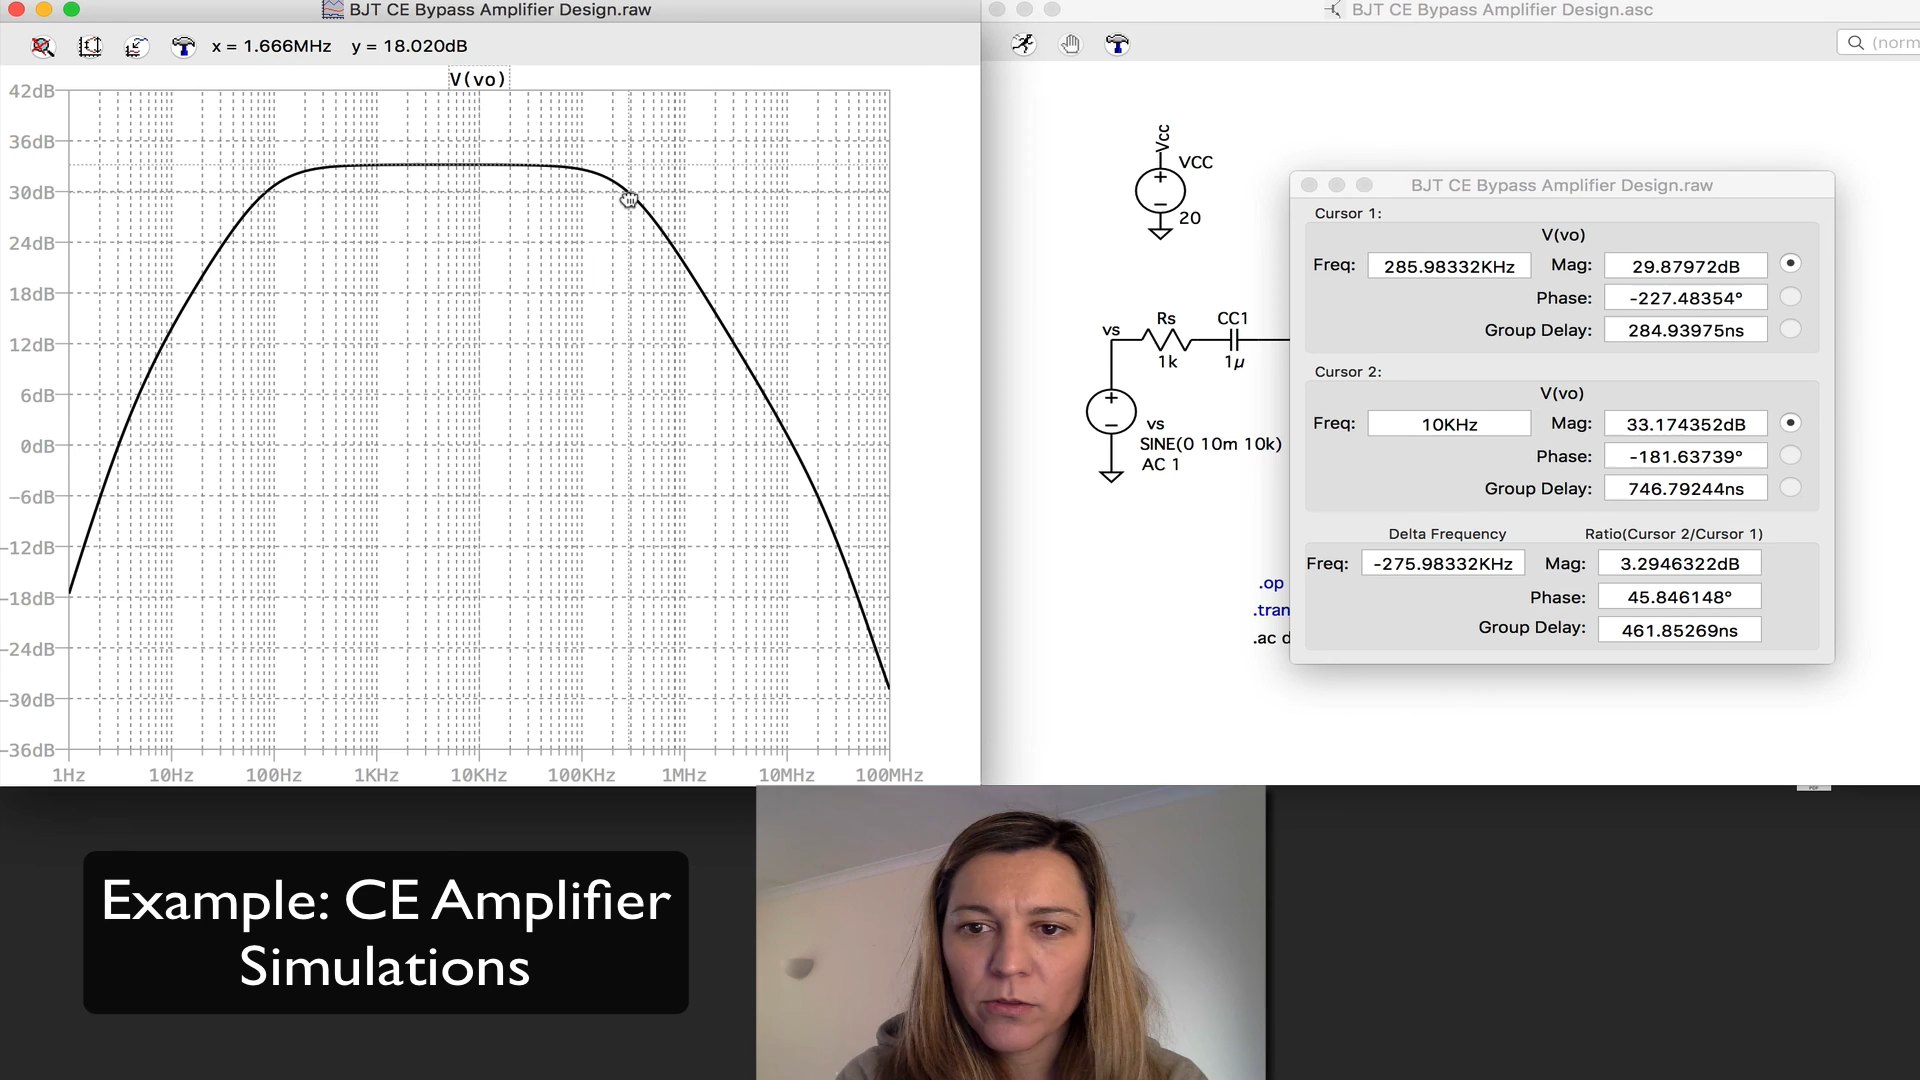 BJT CE Bypass Amplifier Design.raw
x = 1.666MHz y = 18.020dB
V(vo)
42dB
36dB
30dB
24dB
18dB
12dB
6dB
0dB
-6dB
-12dB
-18dB
-24dB
-30dB
-36dB
1Hz 10Hz 100Hz 1KHz 10KHz 100KHz 1MHz 10MHz 100MHz
BJT CE Bypass Amplifier Design.asc
(norm
Vcc
VCC
20
vs
Rs
1k
CC1
1µ
vs
SINE(0 10m 10k)
AC 1
.op
.tran
.ac d
BJT CE Bypass Amplifier Design.raw
Cursor 1:
V(vo)
Freq: 285.98332KHz Mag: 29.87972dB
Phase: -227.48354°
Group Delay: 284.93975ns
Cursor 2:
V(vo)
Freq: 10KHz Mag: 33.174352dB
Phase: -181.63739°
Group Delay: 746.79244ns
Delta Frequency Ratio(Cursor 2/Cursor 1)
Freq: -275.98332KHz Mag: 3.2946322dB
Phase: 45.846148°
Group Delay: 461.85269ns
Example: CE Amplifier
Simulations